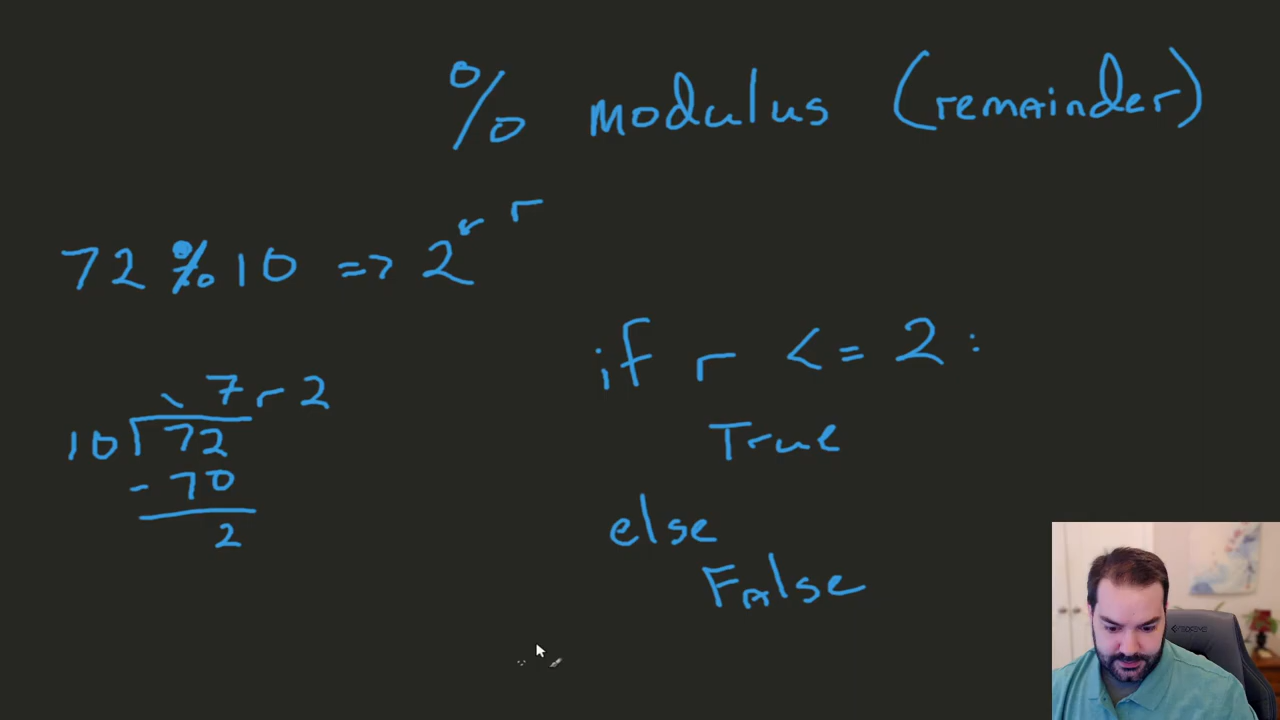 % modulus (remainder)
72 % 10 => 2 r
7 r 2
10 72
- 70
2
if r <= 2 :
True
else
False